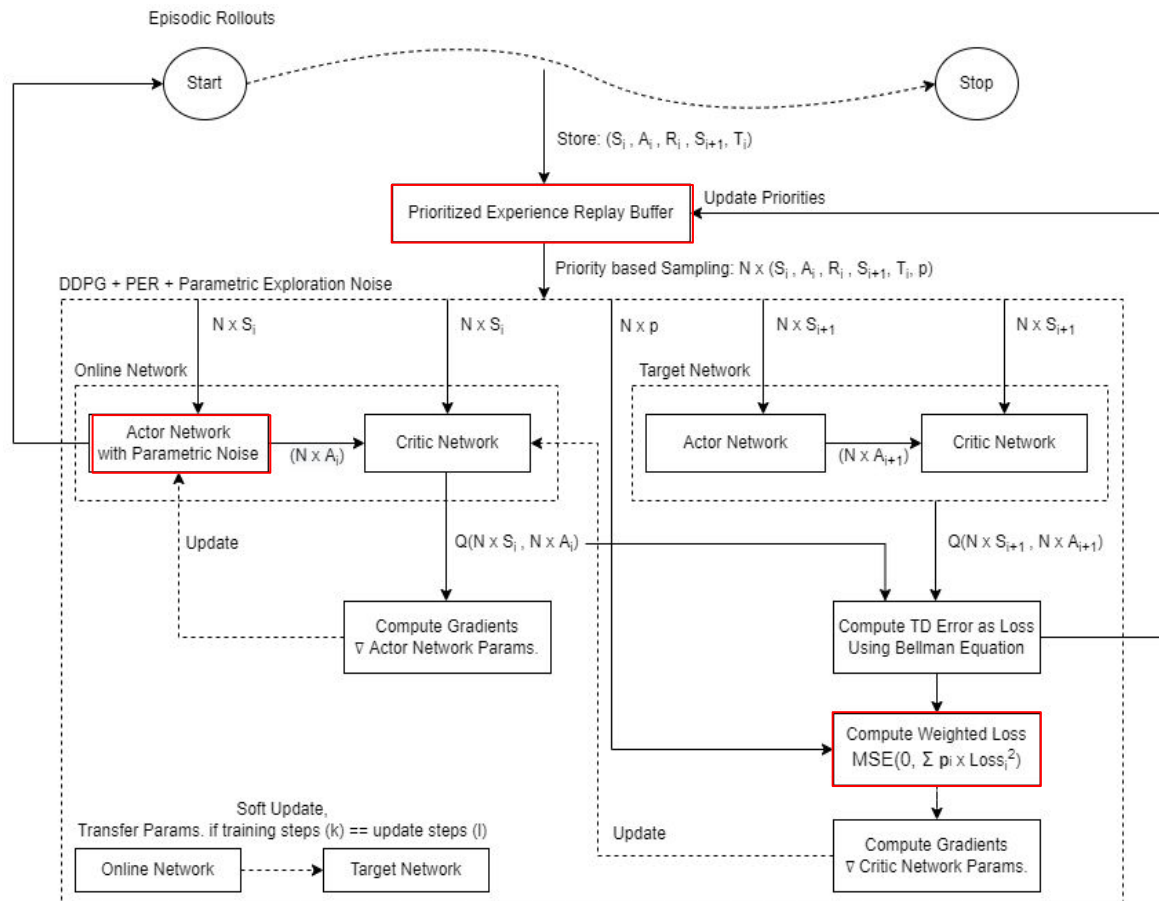 Episodic Rollouts
Start
Stop
Store: (Sᵢ , Aᵢ , Rᵢ , Sᵢ₊₁, Tᵢ)
Prioritized Experience Replay Buffer
Update Priorities
Priority based Sampling: N x (Sᵢ , Aᵢ , Rᵢ , Sᵢ₊₁, Tᵢ, p)
DDPG + PER + Parametric Exploration Noise
N x Sᵢ
N x Sᵢ
N x p
N x Sᵢ₊₁
N x Sᵢ₊₁
Online Network
Target Network
Actor Network
with Parametric Noise
(N x Aᵢ)
Critic Network
Actor Network
(N x Aᵢ₊₁)
Critic Network
Update
Q(N x Sᵢ , N x Aᵢ)
Q(N x Sᵢ₊₁ , N x Aᵢ₊₁)
Compute Gradients
∇ Actor Network Params.
Compute TD Error as Loss
Using Bellman Equation
Compute Weighted Loss
MSE(0, Σ pᵢ x Lossᵢ²)
Soft Update,
Transfer Params. if training steps (k) == update steps (l)
Online Network
Target Network
Update
Compute Gradients
∇ Critic Network Params.